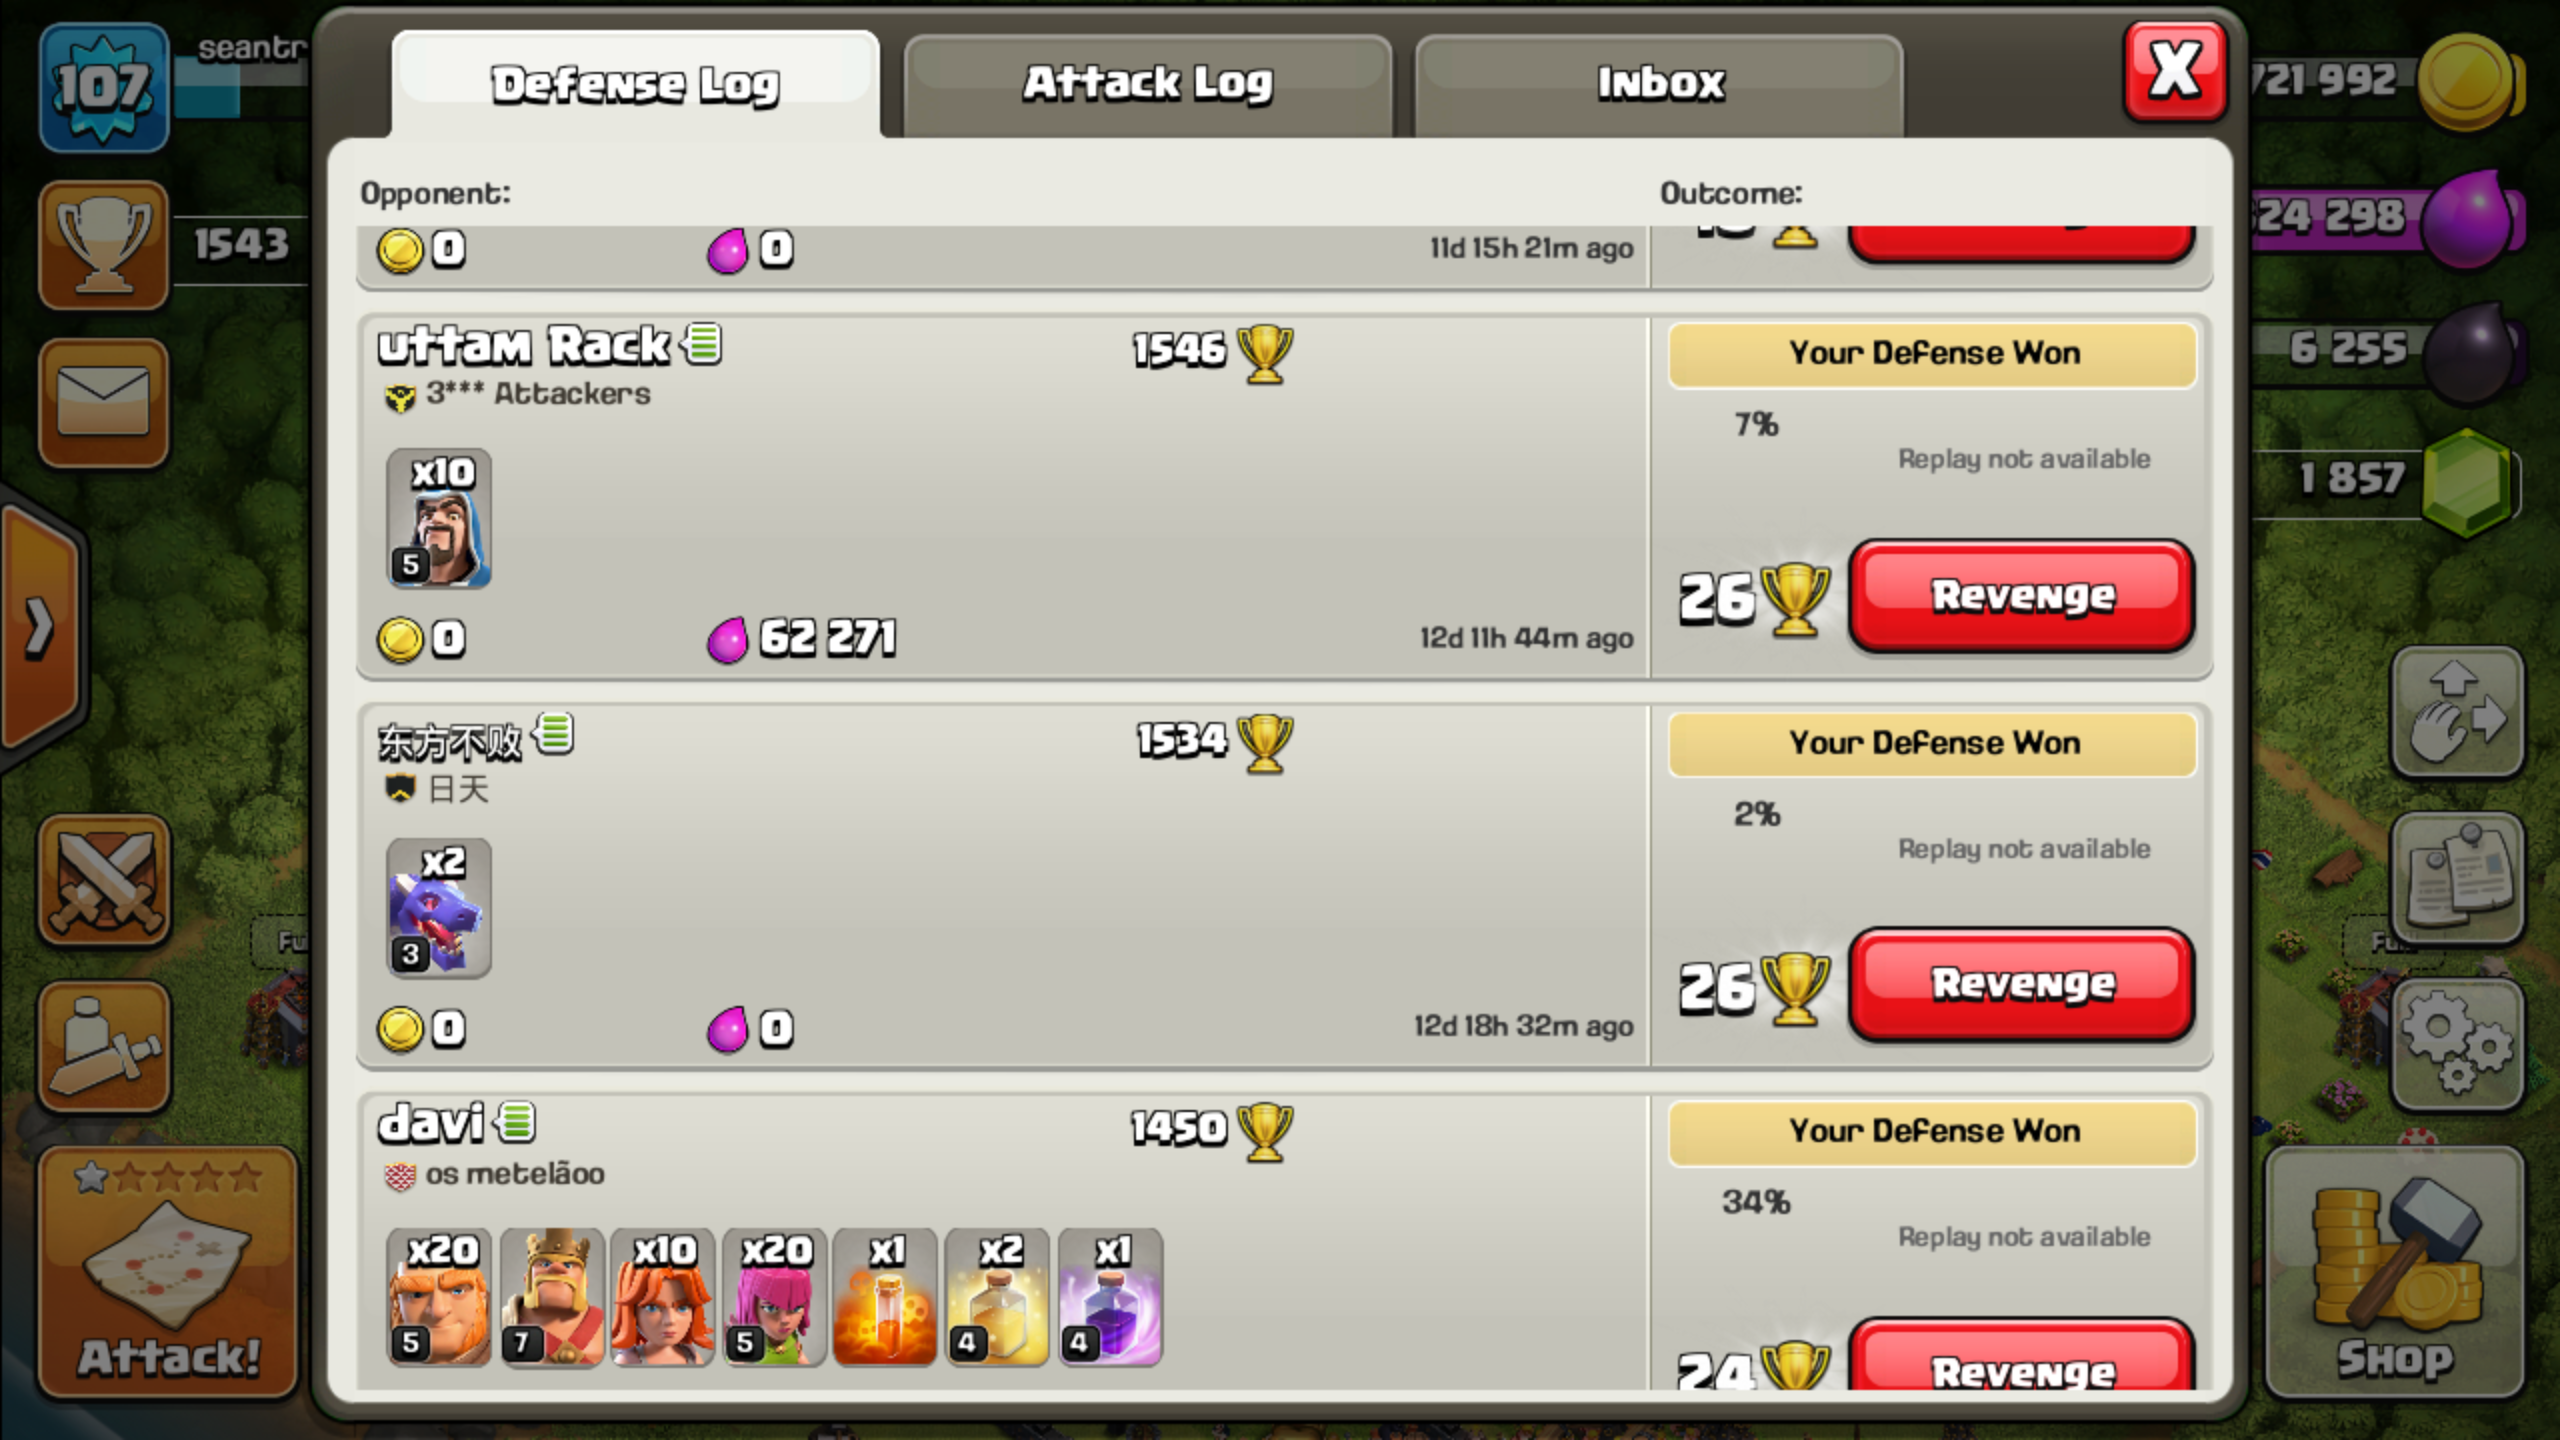 107
seantr
Defense Log
Attack Log
Inbox
X
721 992
1543
Opponent:
Outcome:
24 298
0
0
11d 15h 21m ago
uttam Rack
1546
Your Defense Won
6 255
3*** Attackers
7%
Replay not available
1 857
x10
5
26
Revenge
0
62 271
12d 11h 44m ago
东方不败
1534
Your Defense Won
日天
2%
Replay not available
x2
3
26
Revenge
0
0
12d 18h 32m ago
davi
1450
Your Defense Won
os metelãoo
34%
Replay not available
x20
x10
x20
x1
x2
x1
5
7
5
4
4
24
Revenge
Attack!
Shop